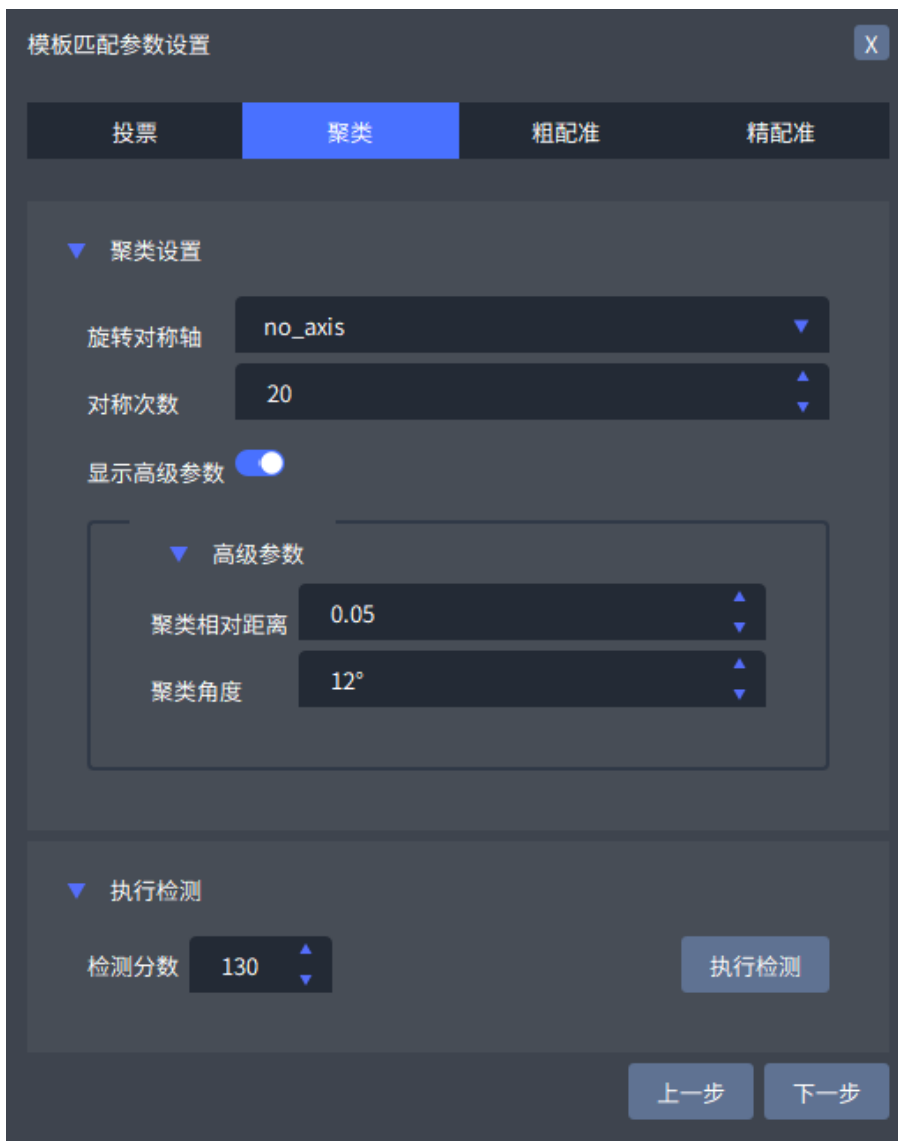 模板匹配参数设置 X
投票 聚类 粗配准 精配准
聚类设置
旋转对称轴 no_axis
对称次数 20
显示高级参数
高级参数
聚类相对距离 0.05
聚类角度 12°
执行检测
检测分数 130 执行检测
上一步 下一步